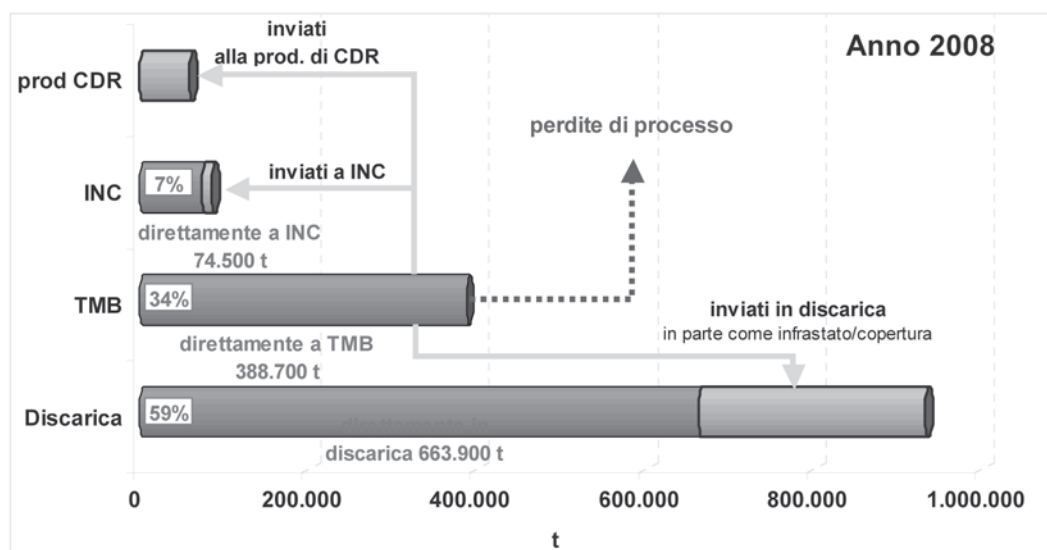 Anno 2008
inviati
alla prod. di CDR
prod CDR
perdite di processo
INC
7%
inviati a INC
direttamente a INC
74.500 t
TMB
34%
inviati in discarica
in parte come infrastato/copertura
direttamente a TMB
388.700 t
Discarica
59%
direttamente in
discarica 663.900 t
0 200.000 400.000 600.000 800.000 1.000.000
t